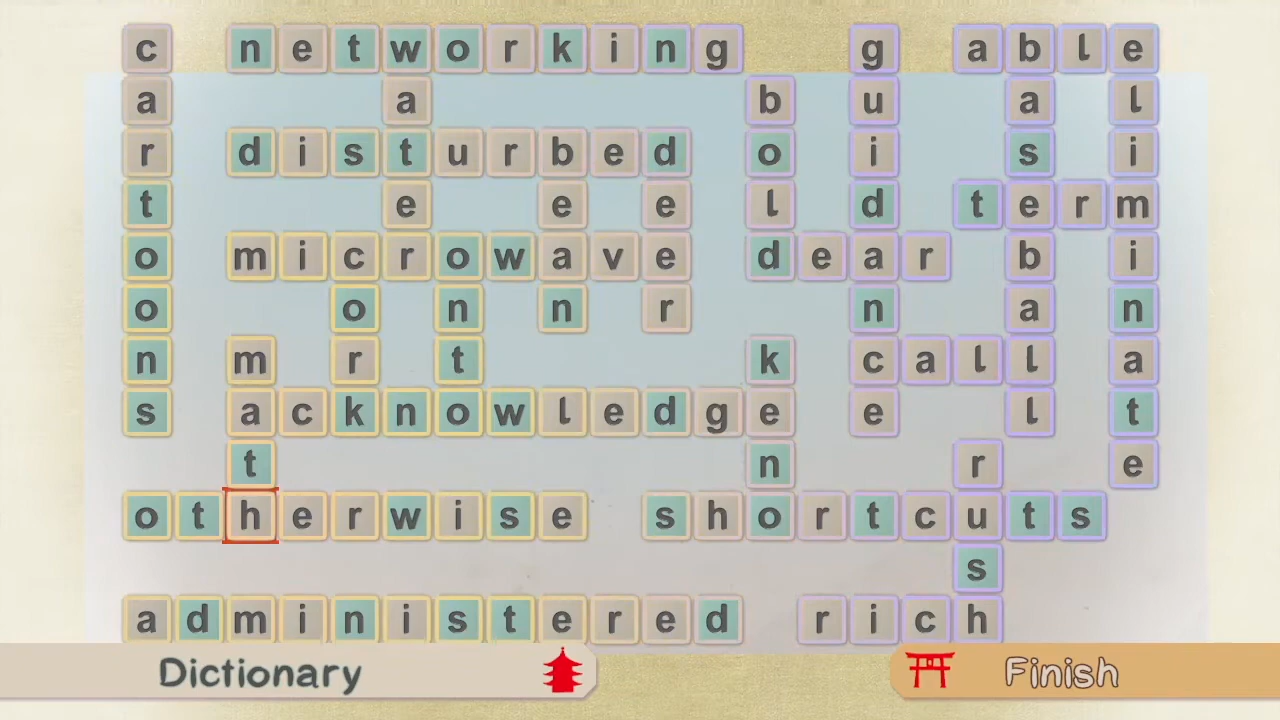 c networking g able
a a b u a l
r disturbed o i s i
t e e e l d term
o microwave dear b i
o o n n r n a n
n m r t k call a
s acknowledge e l t
t n r e
otherwise shortcuts
s
administered rich
Dictionary Finish